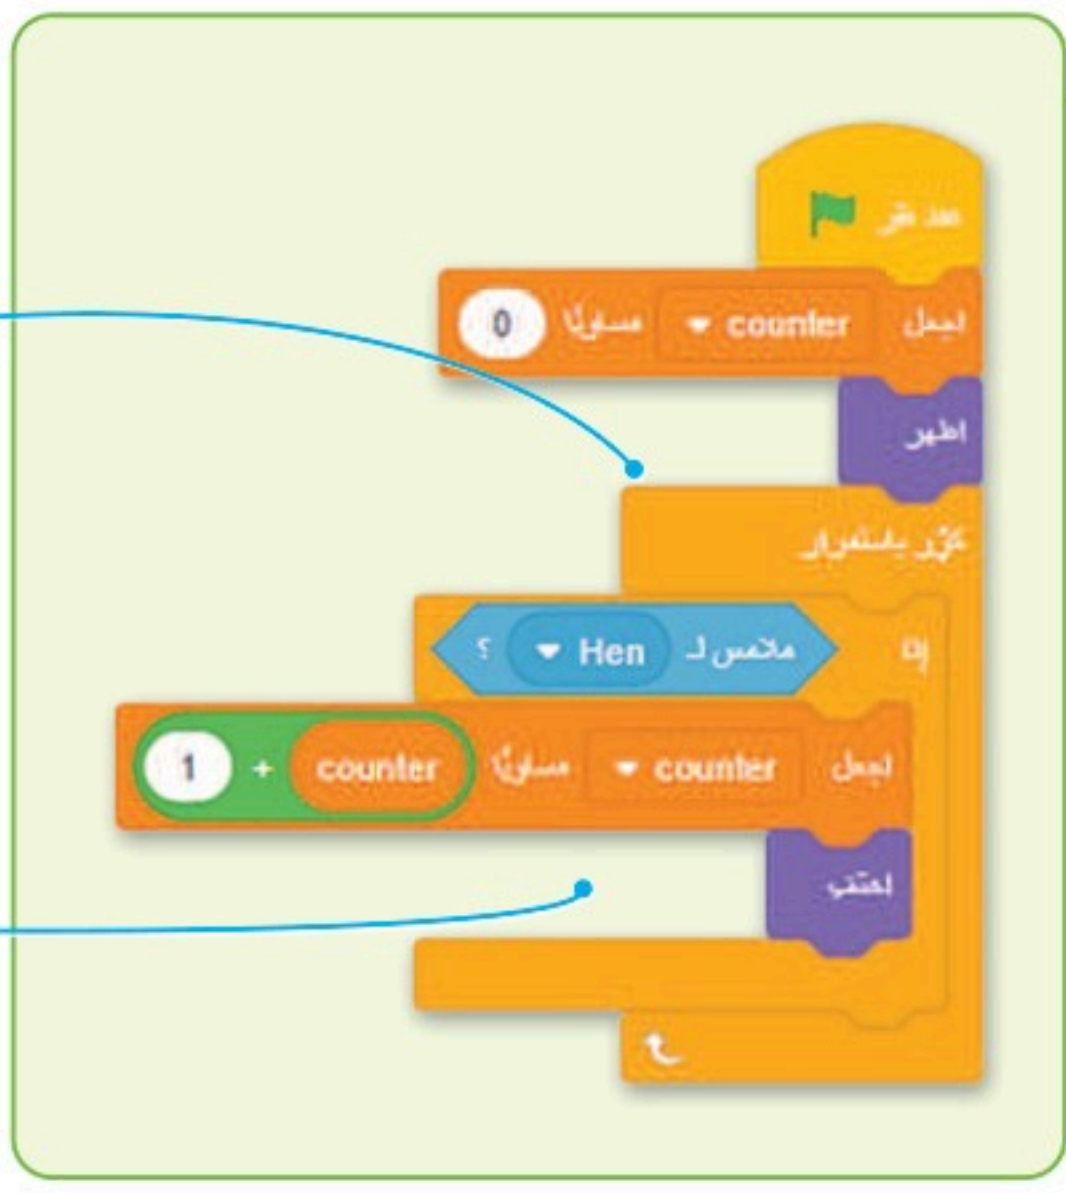 عند نقر
اجعل counter مساويًا 0
اظهر
كرِّر باستمرار
إذا ملامس لـ Hen ؟
اجعل counter مساويًا counter + 1
اختفِ